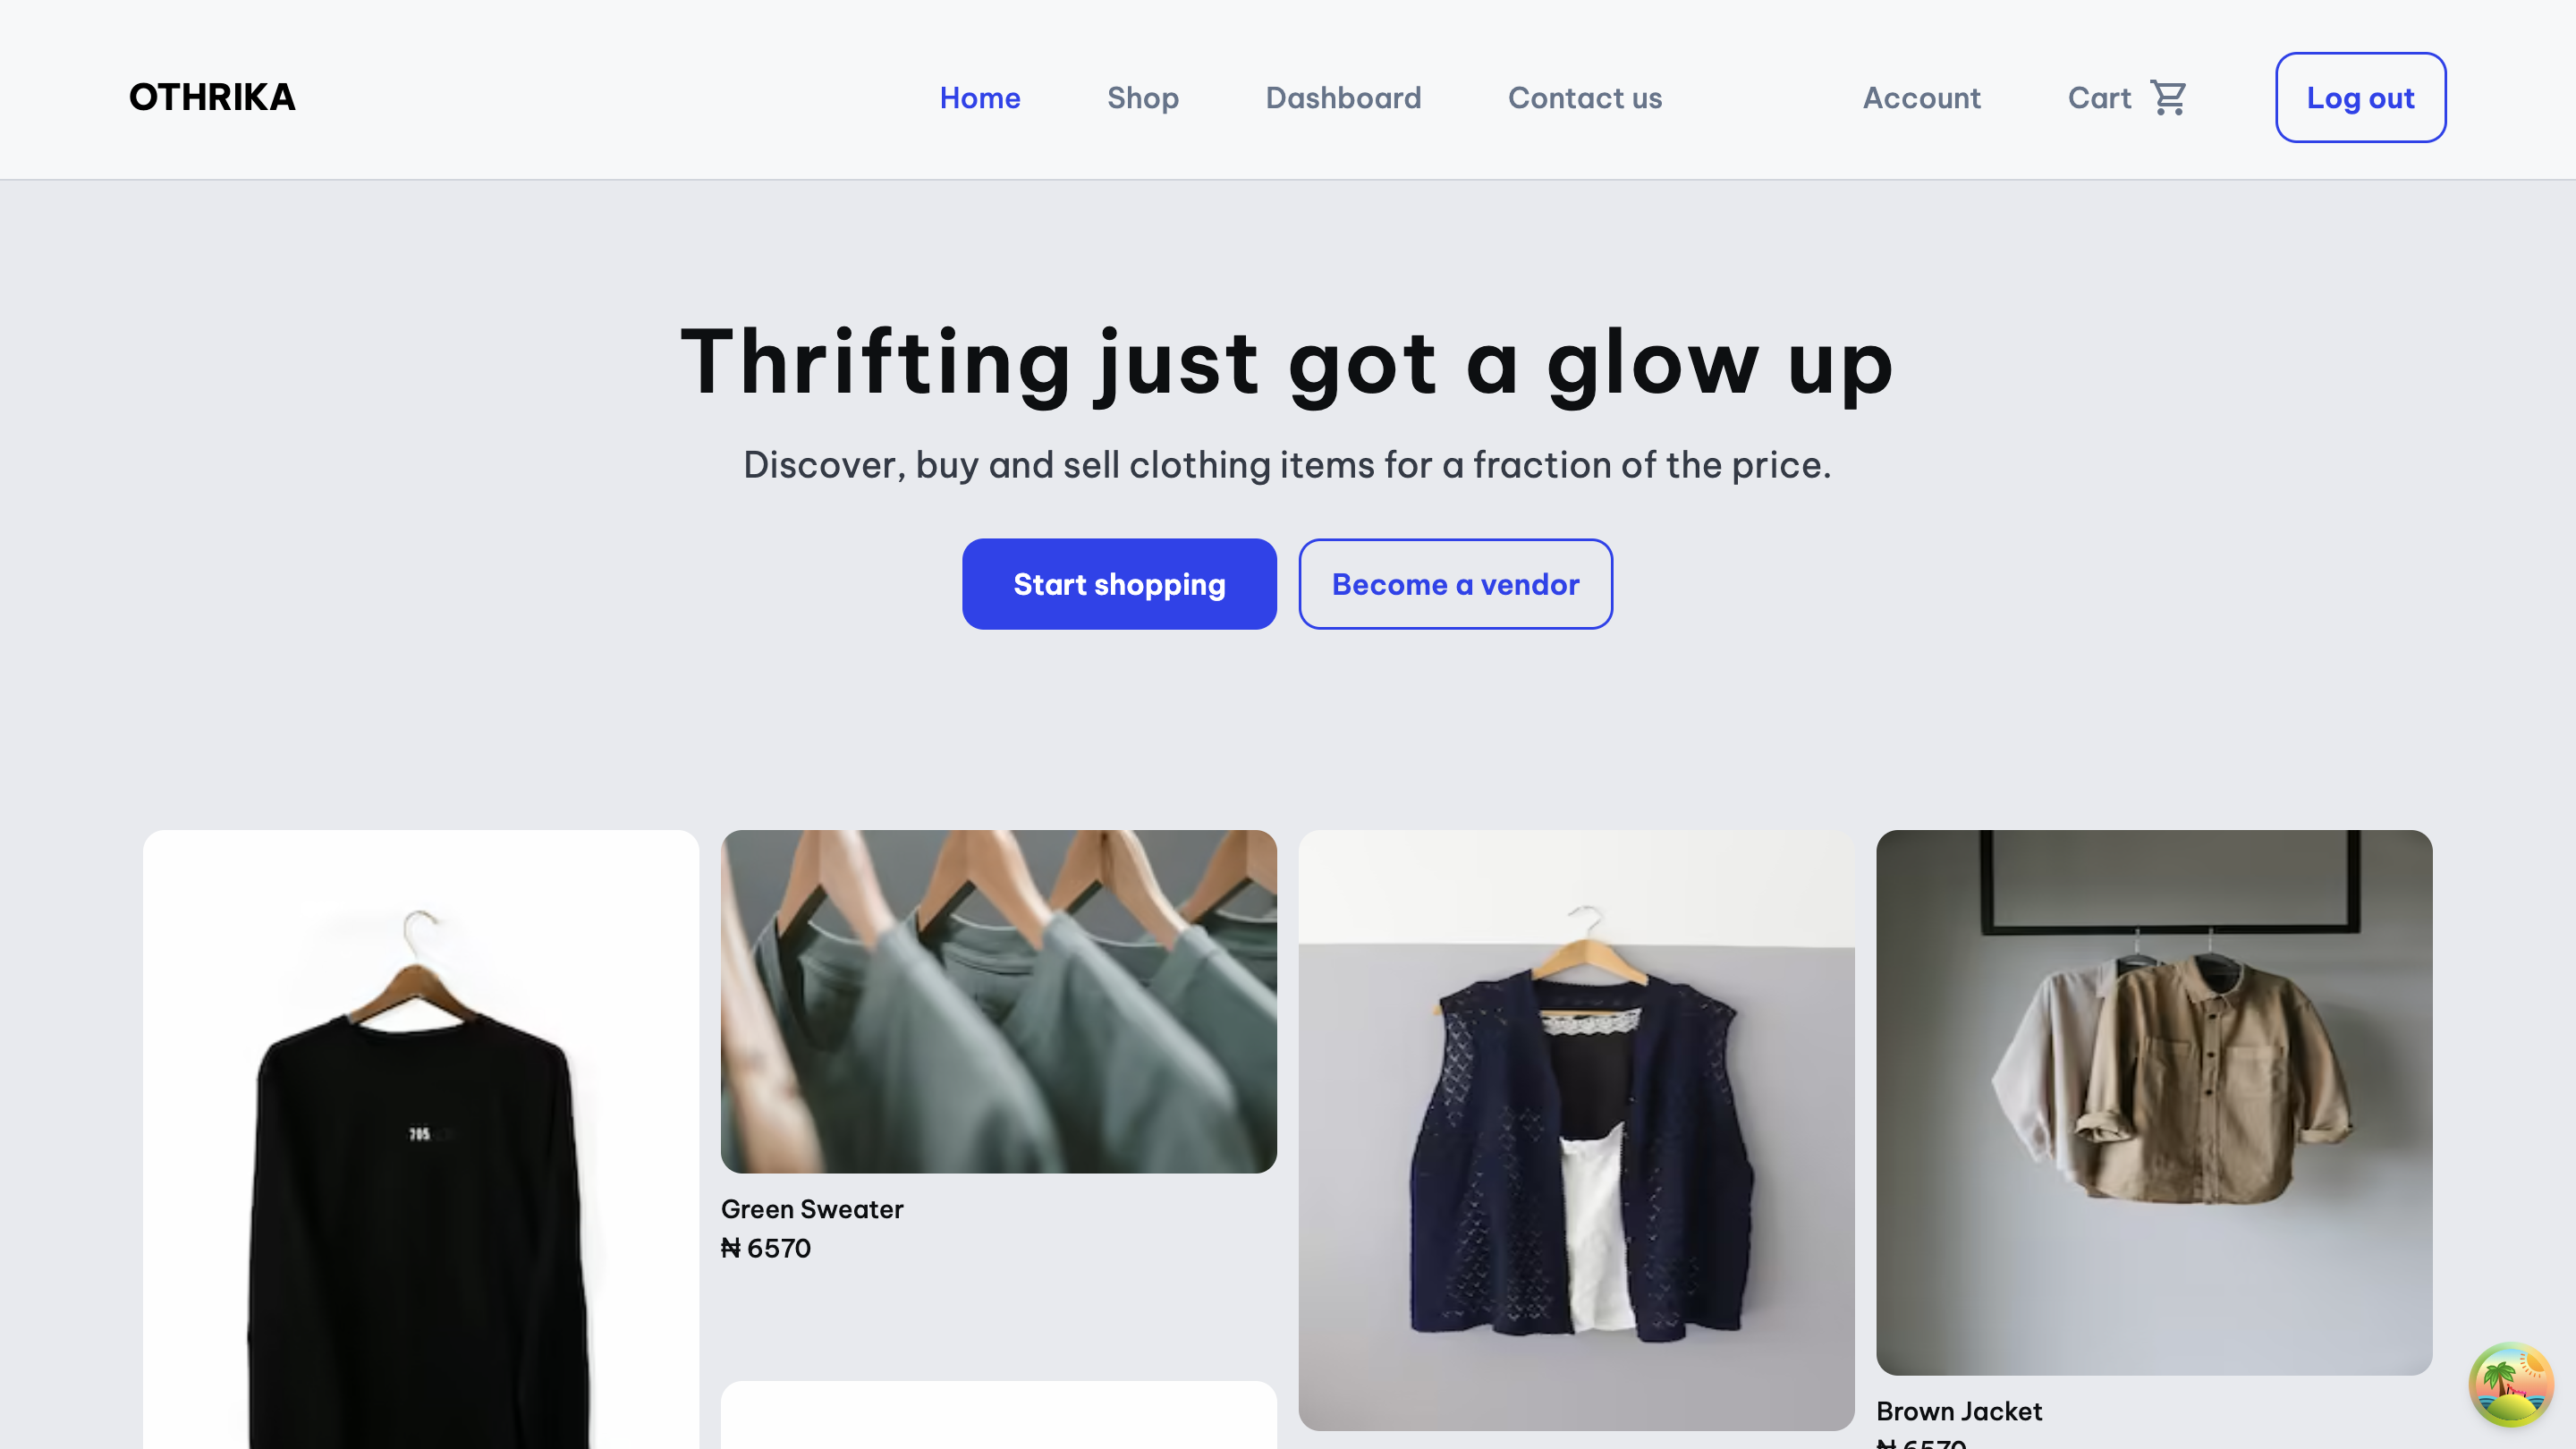 OTHRIKA
Home
Shop
Dashboard
Contact us
Account
Cart
Log out
Thrifting just got a glow up
Discover, buy and sell clothing items for a fraction of the price.
Start shopping
Become a vendor
705
Green Sweater
₦ 6570
Brown Jacket
₦ 6570